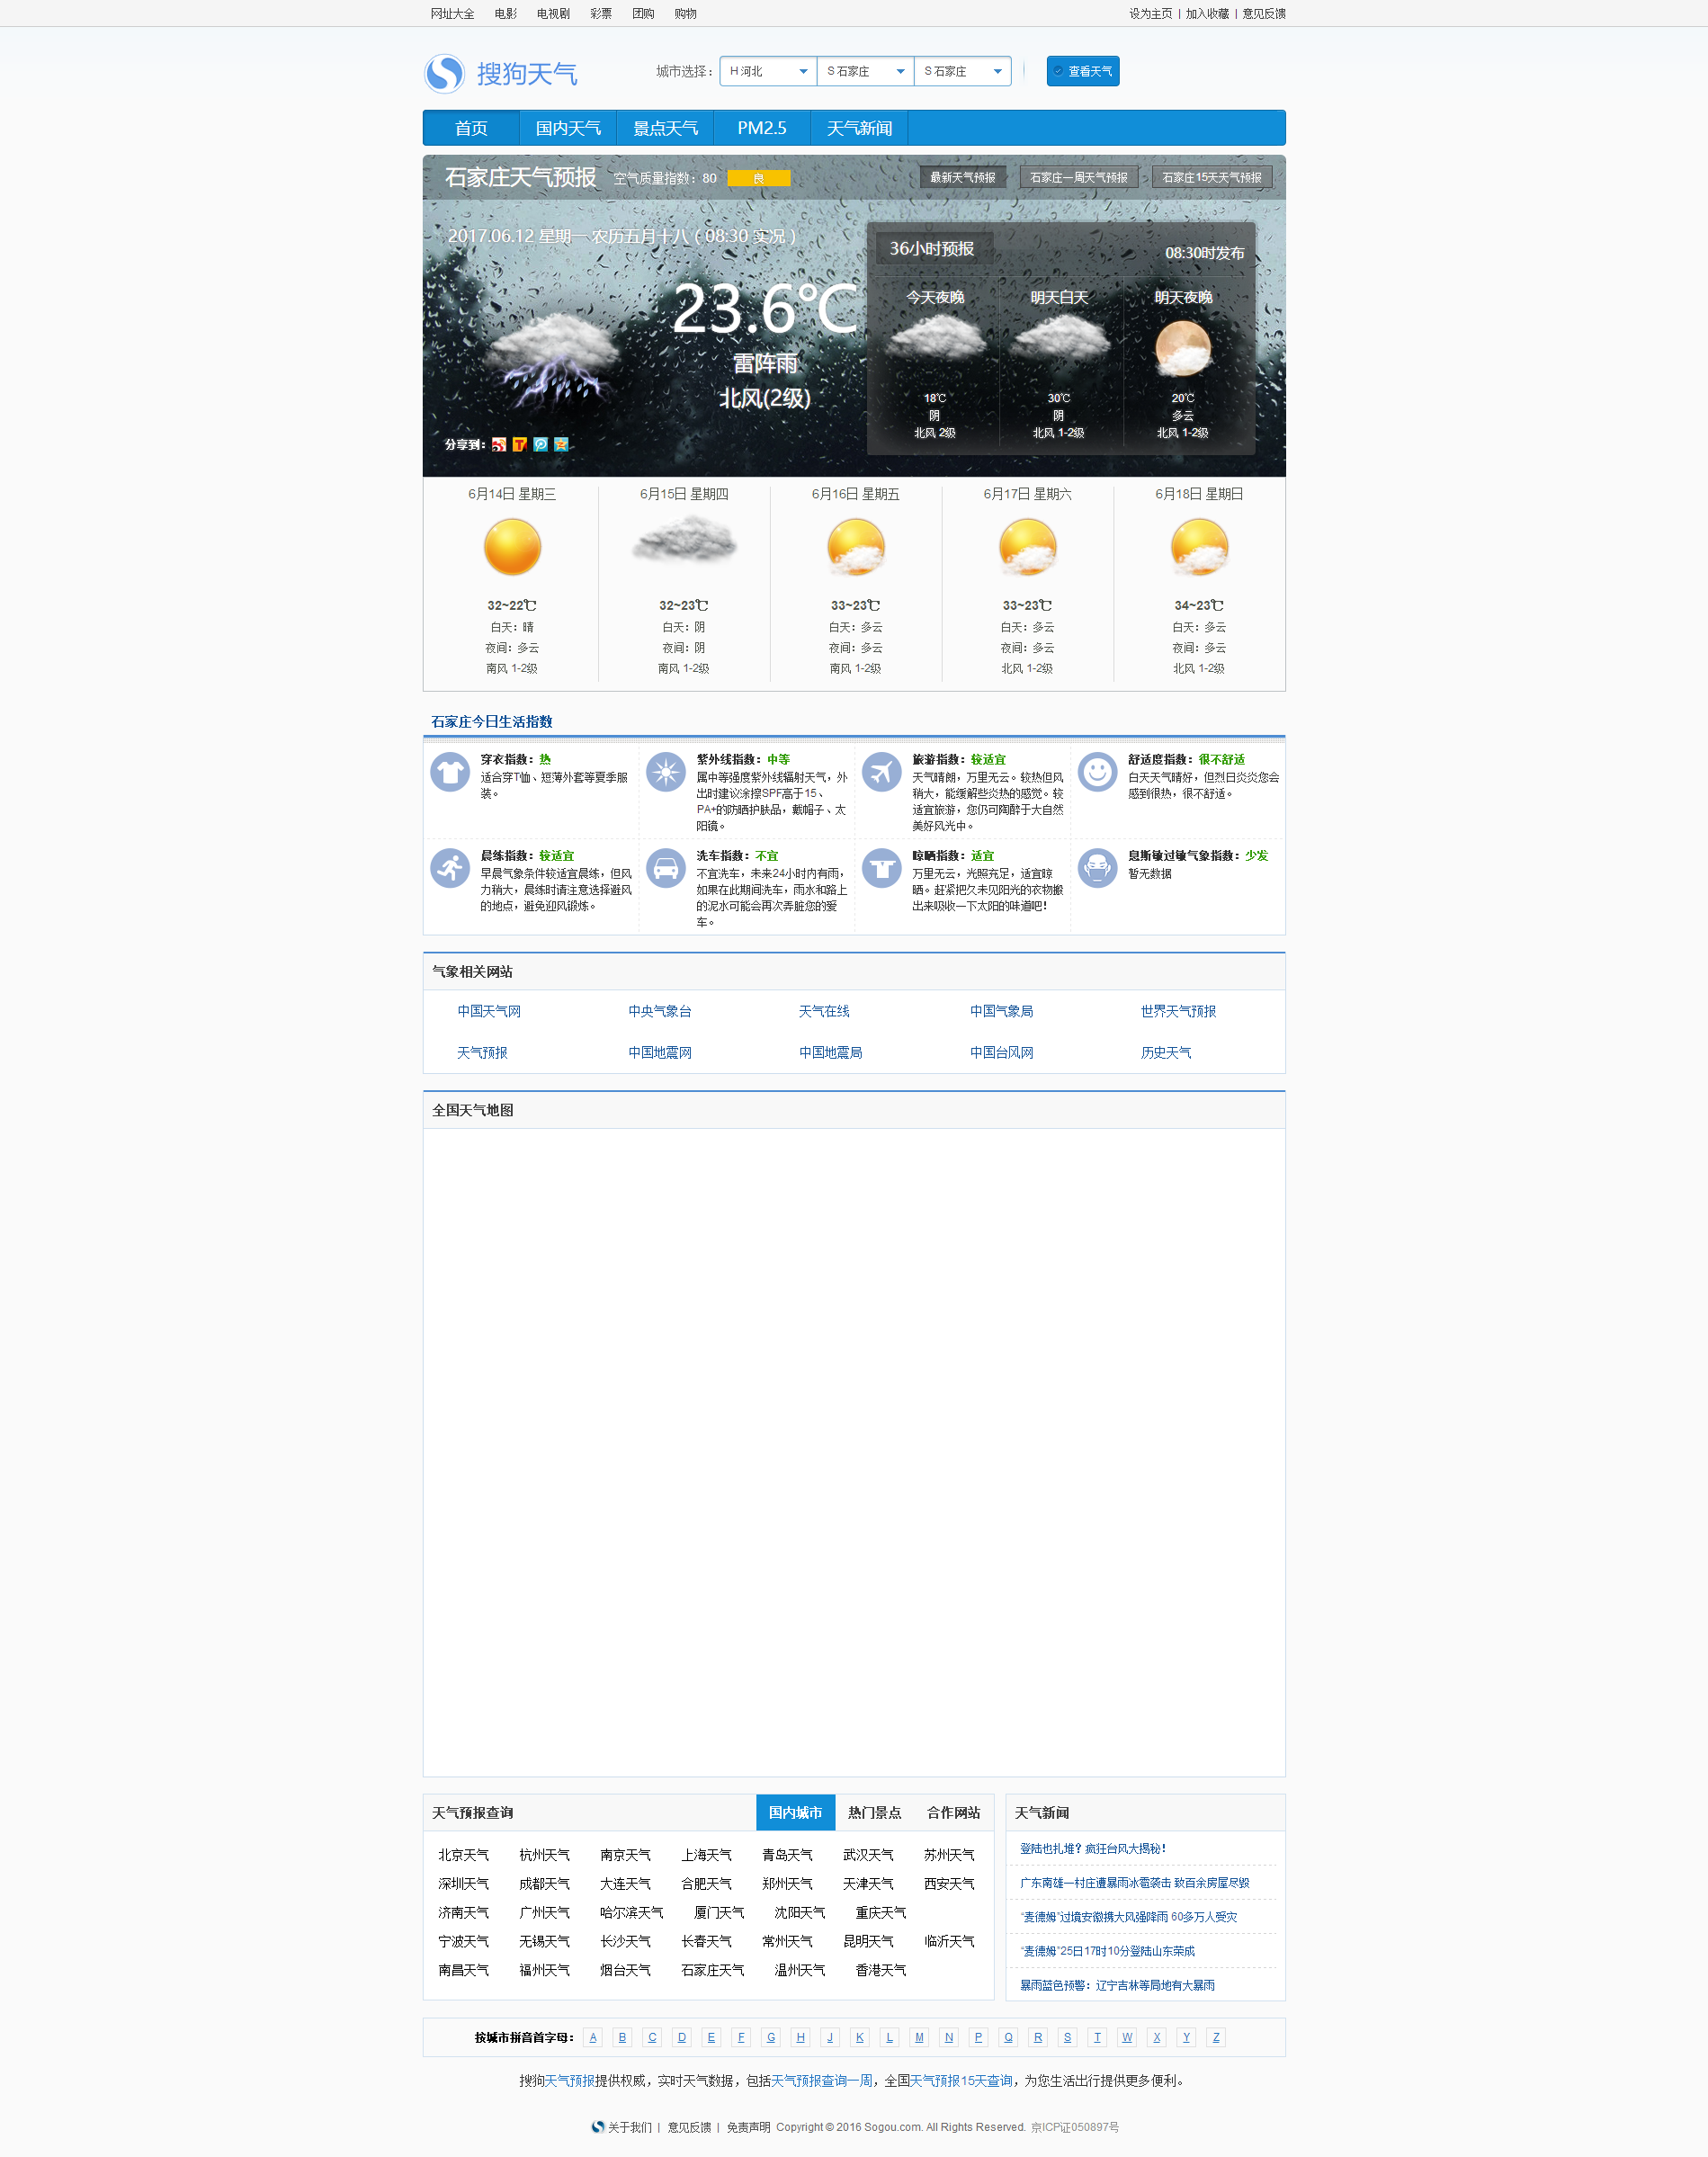 网址大全 电影 电视剧 彩票 团购 购物 设为主页 | 加入收藏 | 意见反馈
搜狗天气 城市选择： H 河北 S 石家庄 S 石家庄 查看天气
首页 国内天气 景点天气 PM2.5 天气新闻
石家庄天气预报 空气质量指数：80 良 最新天气预报 石家庄一周天气预报 石家庄15天天气预报
2017.06.12 星期一 农历五月十八 ( 08:30 实况 )
36小时预报 08:30时发布
23.6℃
雷阵雨
北风(2级)
今天夜晚 明天白天 明天夜晚
18℃ 30℃ 20℃
阴 阴 多云
北风 2级 北风 1-2级 北风 1-2级
分享到：
6月14日 星期三 6月15日 星期四 6月16日 星期五 6月17日 星期六 6月18日 星期日
32~22℃ 32~23℃ 33~23℃ 33~23℃ 34~23℃
白天：晴 白天：阴 白天：多云 白天：多云 白天：多云
夜间：多云 夜间：阴 夜间：多云 夜间：多云 夜间：多云
南风 1-2级 南风 1-2级 南风 1-2级 北风 1-2级 北风 1-2级
石家庄今日生活指数
穿衣指数：热
适合穿T恤、短薄外套等夏季服
装。
紫外线指数：中等
属中等强度紫外线辐射天气，外
出时建议涂擦SPF高于15、
PA+的防晒护肤品，戴帽子、太
阳镜。
旅游指数：较适宜
天气晴朗，万里无云。较热但风
稍大，能缓解些炎热的感觉。较
适宜旅游，您仍可陶醉于大自然
美好风光中。
舒适度指数：很不舒适
白天天气晴好，但烈日炎炎您会
感到很热，很不舒适。
晨练指数：较适宜
早晨气象条件较适宜晨练，但风
力稍大，晨练时请注意选择避风
的地点，避免迎风锻炼。
洗车指数：不宜
不宜洗车，未来24小时内有雨，
如果在此期间洗车，雨水和路上
的泥水可能会再次弄脏您的爱
车。
晾晒指数：适宜
万里无云，光照充足，适宜晾
晒。赶紧把久未见阳光的衣物搬
出来吸收一下太阳的味道吧！
息斯敏过敏气象指数：少发
暂无数据
气象相关网站
中国天气网 中央气象台 天气在线 中国气象局 世界天气预报
天气预报 中国地震网 中国地震局 中国台风网 历史天气
全国天气地图
天气预报查询 国内城市 热门景点 合作网站
北京天气 杭州天气 南京天气 上海天气 青岛天气 武汉天气 苏州天气
深圳天气 成都天气 大连天气 合肥天气 郑州天气 天津天气 西安天气
济南天气 广州天气 哈尔滨天气 厦门天气 沈阳天气 重庆天气
宁波天气 无锡天气 长沙天气 长春天气 常州天气 昆明天气 临沂天气
南昌天气 福州天气 烟台天气 石家庄天气 温州天气 香港天气
天气新闻
登陆也扎堆？疯狂台风大揭秘！
广东南雄一村庄遭暴雨冰雹袭击 致百余房屋尽毁
“麦德姆”过境安徽携大风强降雨 60多万人受灾
“麦德姆”25日17时10分登陆山东荣成
暴雨蓝色预警：辽宁吉林等局地有大暴雨
按城市拼音首字母： A B C D E F G H J K L M N P Q R S T W X Y Z
搜狗天气预报提供权威，实时天气数据，包括天气预报查询一周，全国天气预报15天查询，为您生活出行提供更多便利。
关于我们 | 意见反馈 | 免责声明 Copyright © 2016 Sogou.com. All Rights Reserved. 京ICP证050897号